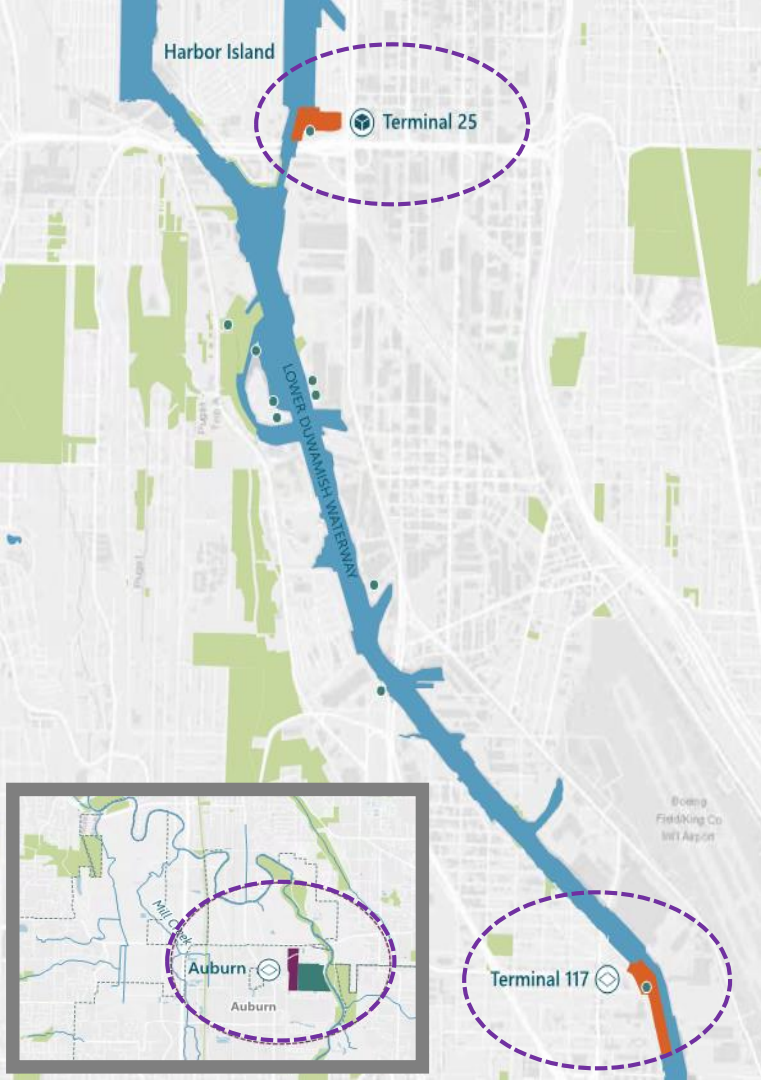 Harbor Island
Terminal 25
LOWER DUWAMISH WATERWAY
Boeing
Field/King Co
Int'l Airport
Mill Creek
Auburn
Auburn
Terminal 117